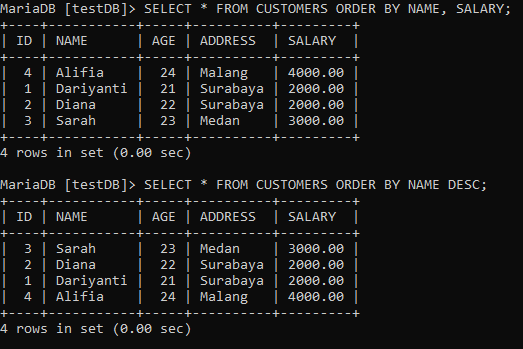 MariaDB [testDB]> SELECT * FROM CUSTOMERS ORDER BY NAME, SALARY;
+----+-----------+-----+----------+---------+
| ID | NAME      | AGE | ADDRESS  | SALARY  |
+----+-----------+-----+----------+---------+
|  4 | Alifia    |  24 | Malang   | 4000.00 |
|  1 | Dariyanti |  21 | Surabaya | 2000.00 |
|  2 | Diana     |  22 | Surabaya | 2000.00 |
|  3 | Sarah     |  23 | Medan    | 3000.00 |
+----+-----------+-----+----------+---------+
4 rows in set (0.00 sec)

MariaDB [testDB]> SELECT * FROM CUSTOMERS ORDER BY NAME DESC;
+----+-----------+-----+----------+---------+
| ID | NAME      | AGE | ADDRESS  | SALARY  |
+----+-----------+-----+----------+---------+
|  3 | Sarah     |  23 | Medan    | 3000.00 |
|  2 | Diana     |  22 | Surabaya | 2000.00 |
|  1 | Dariyanti |  21 | Surabaya | 2000.00 |
|  4 | Alifia    |  24 | Malang   | 4000.00 |
+----+-----------+-----+----------+---------+
4 rows in set (0.00 sec)